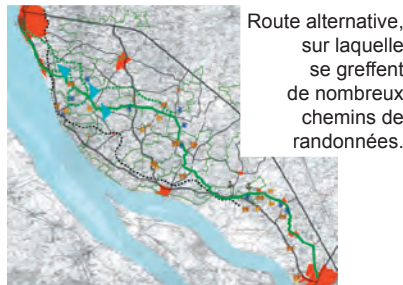 Route alternative,
sur laquelle
se greffent
de nombreux
chemins de
randonnées.